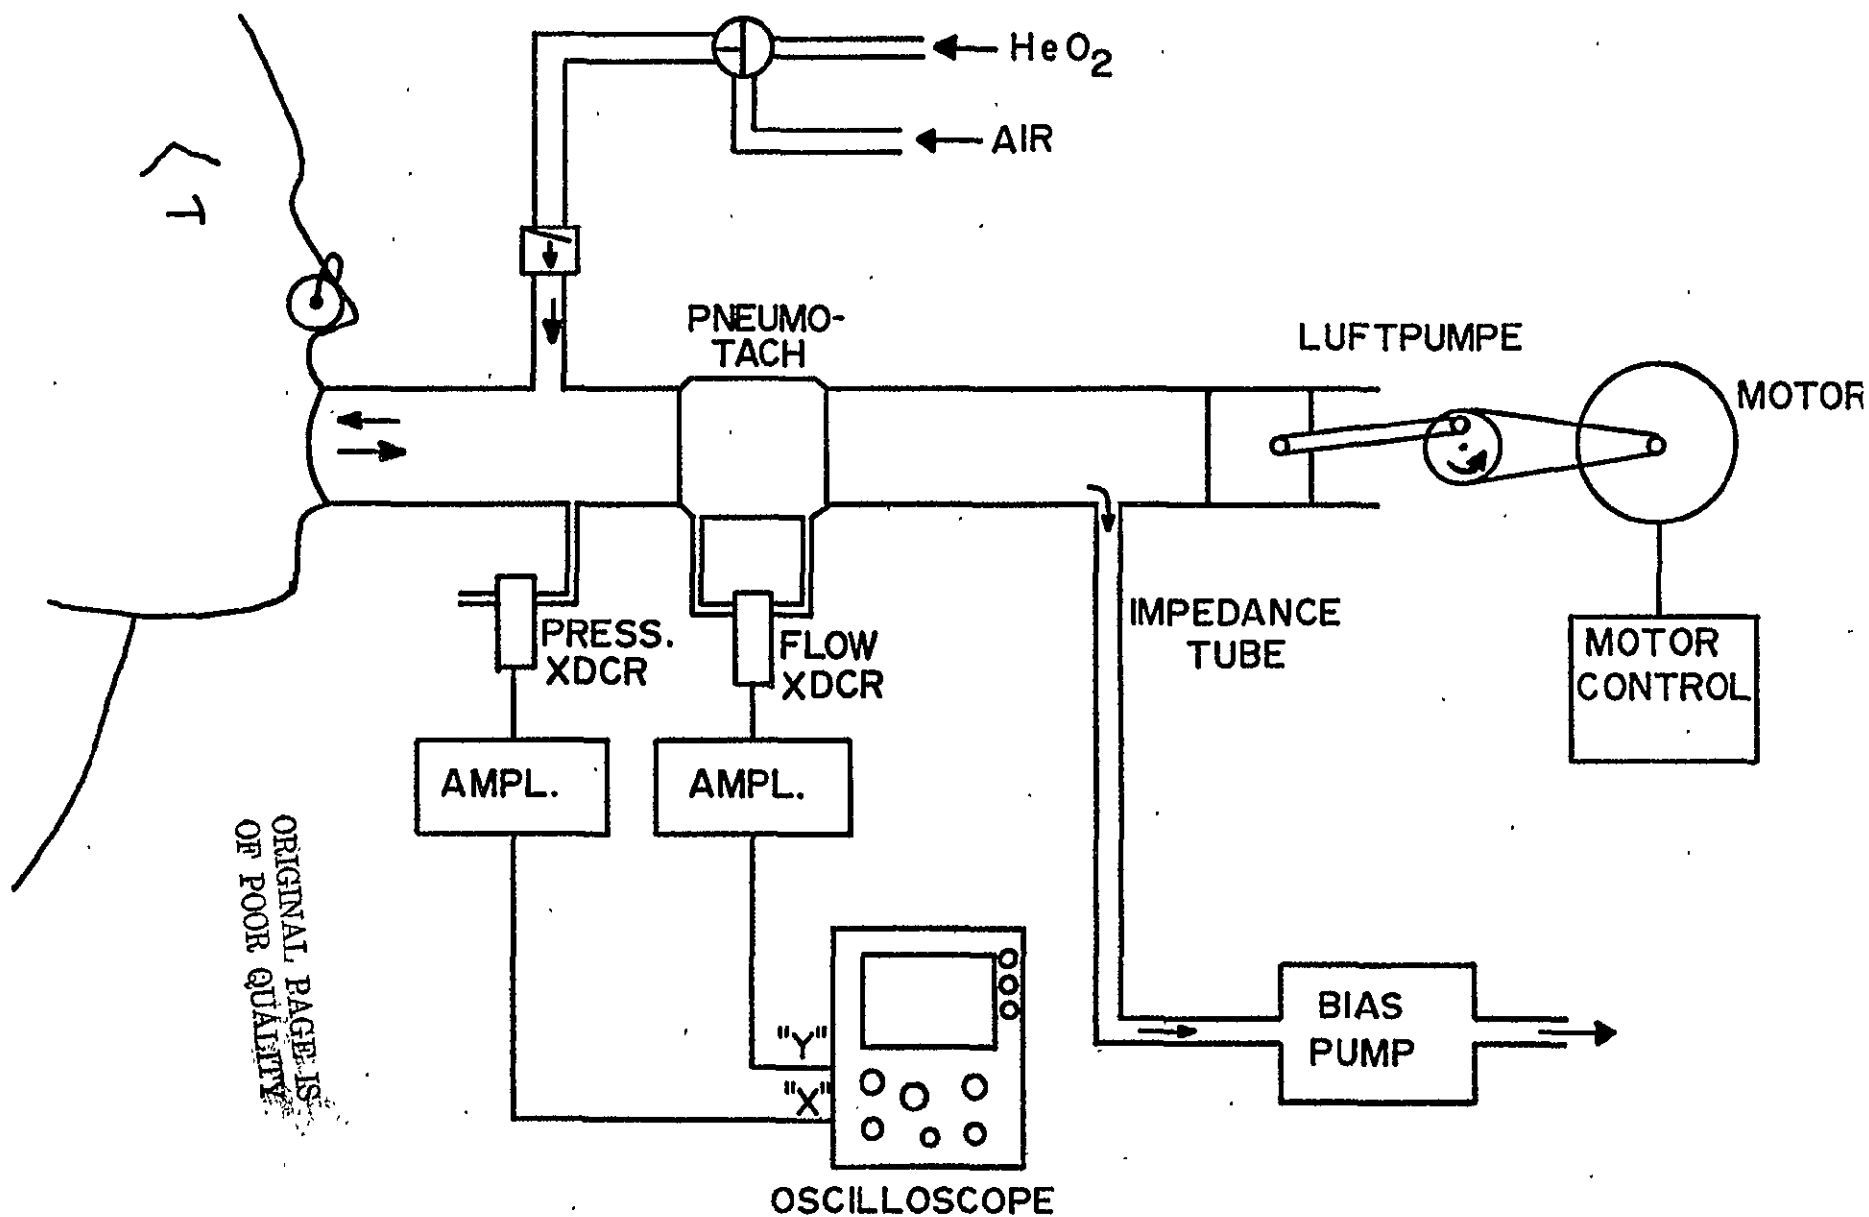 HeO2
AIR
PNEUMO-
TACH
LUFTPUMPE
MOTOR
PRESS.
XDCR
FLOW
XDCR
IMPEDANCE
TUBE
MOTOR
CONTROL
AMPL.
AMPL.
"Y"
"X"
BIAS
PUMP
OSCILLOSCOPE
ORIGINAL PAGE IS
OF POOR QUALITY